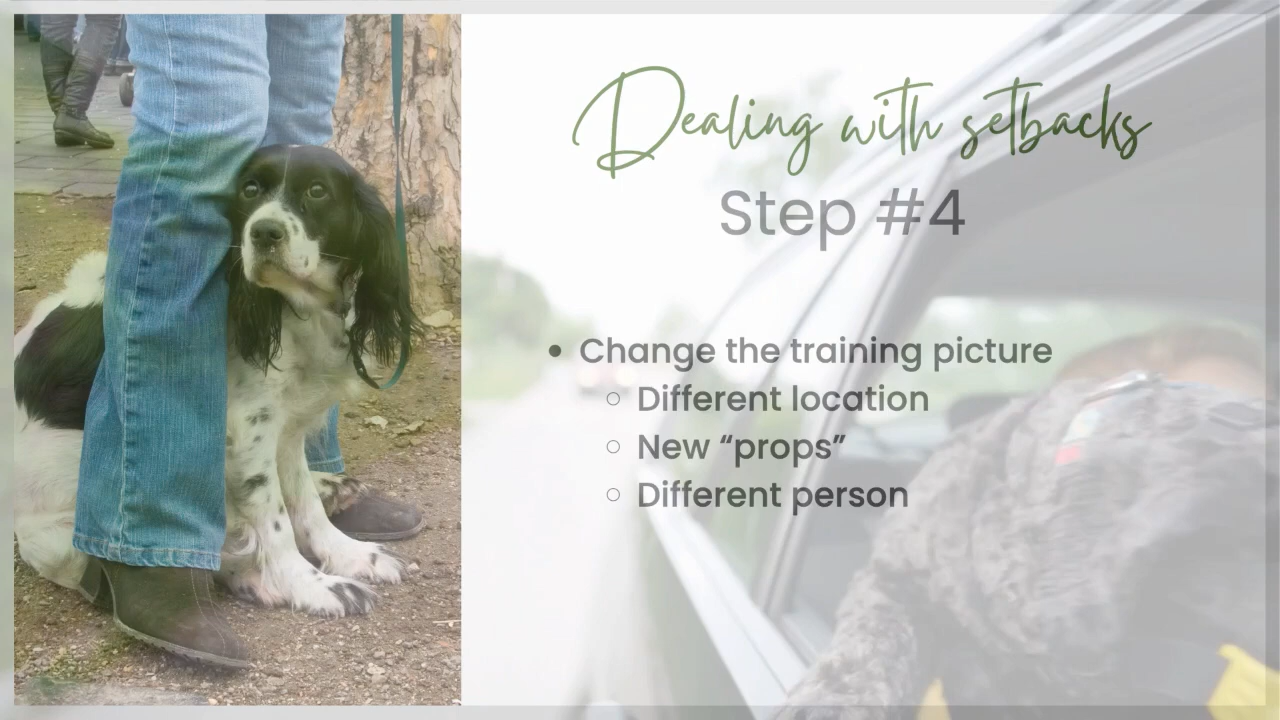 Dealing with setbacks
Step #4
• Change the training picture
○ Different location
○ New “props”
○ Different person